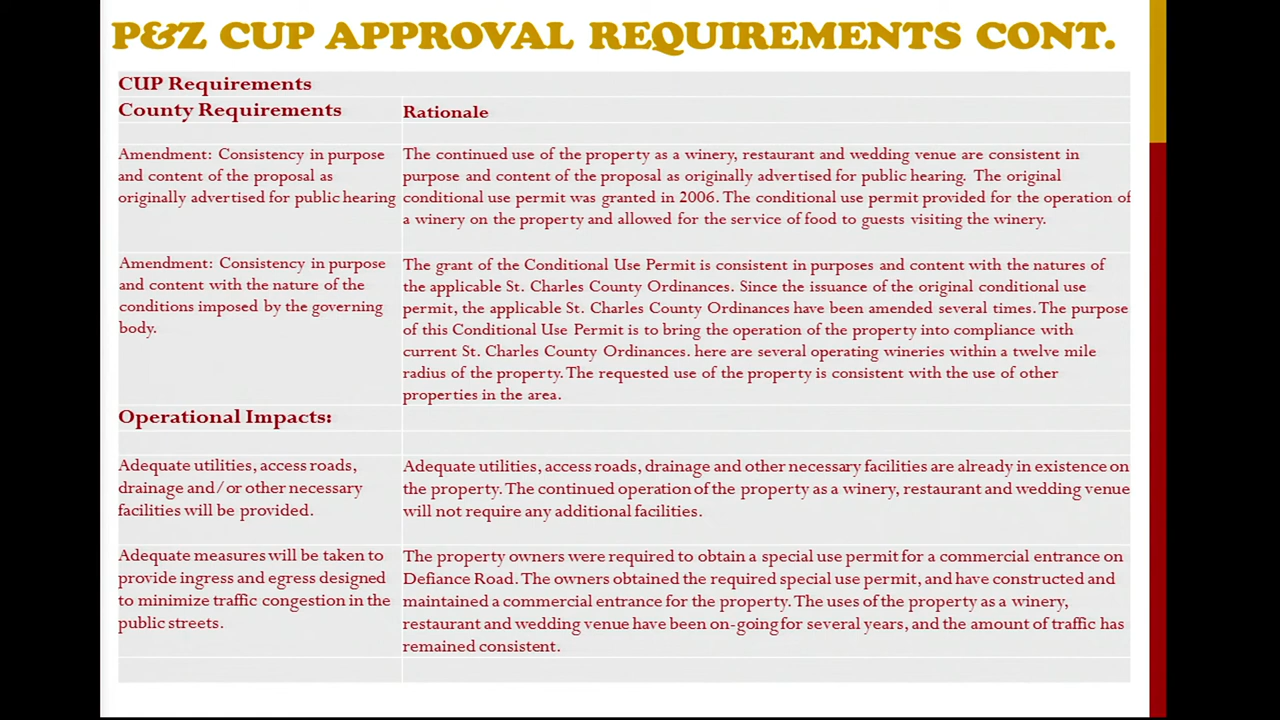 P&Z CUP APPROVAL REQUIREMENTS CONT.
CUP Requirements
County Requirements
Rationale
Amendment: Consistency in purpose
and content of the proposal as
originally advertised for public hearing
The continued use of the property as a winery, restaurant and wedding venue are consistent in
purpose and content of the proposal as originally advertised for public hearing. The original
conditional use permit was granted in 2006. The conditional use permit provided for the operation of
a winery on the property and allowed for the service of food to guests visiting the winery.
Amendment: Consistency in purpose
and content with the nature of the
conditions imposed by the governing
body.
The grant of the Conditional Use Permit is consistent in purposes and content with the natures of
the applicable St. Charles County Ordinances. Since the issuance of the original conditional use
permit, the applicable St. Charles County Ordinances have been amended several times. The purpose
of this Conditional Use Permit is to bring the operation of the property into compliance with
current St. Charles County Ordinances. here are several operating wineries within a twelve mile
radius of the property. The requested use of the property is consistent with the use of other
properties in the area.
Operational Impacts:
Adequate utilities, access roads,
drainage and/or other necessary
facilities will be provided.
Adequate utilities, access roads, drainage and other necessary facilities are already in existence on
the property. The continued operation of the property as a winery, restaurant and wedding venue
will not require any additional facilities.
Adequate measures will be taken to
provide ingress and egress designed
to minimize traffic congestion in the
public streets.
The property owners were required to obtain a special use permit for a commercial entrance on
Defiance Road. The owners obtained the required special use permit, and have constructed and
maintained a commercial entrance for the property. The uses of the property as a winery,
restaurant and wedding venue have been on-going for several years, and the amount of traffic has
remained consistent.